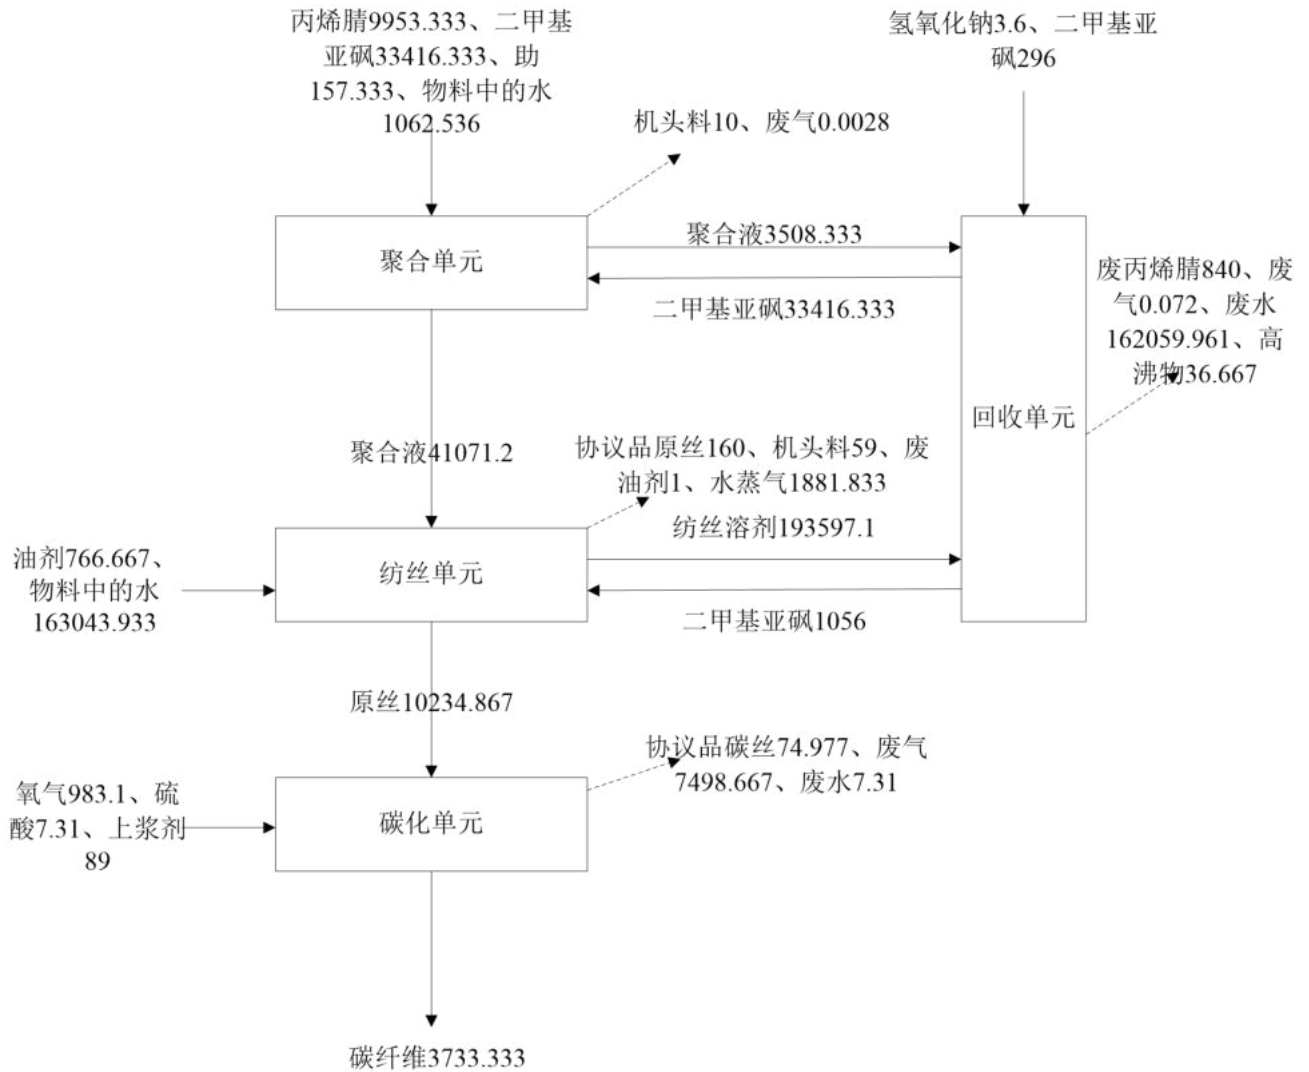 丙烯腈9953.333、二甲基
亚砜33416.333、助
157.333、物料中的水
1062.536
氢氧化钠3.6、二甲基亚
砜296
机头料10、废气0.0028
聚合单元
聚合液3508.333
二甲基亚砜33416.333
废丙烯腈840、废
气0.072、废水
162059.961、高
沸物36.667
回收单元
聚合液41071.2
协议品原丝160、机头料59、废
油剂1、水蒸气1881.833
纺丝溶剂193597.1
油剂766.667、
物料中的水
163043.933
纺丝单元
二甲基亚砜1056
原丝10234.867
协议品碳丝74.977、废气
7498.667、废水7.31
氧气983.1、硫
酸7.31、上浆剂
89
碳化单元
碳纤维3733.333